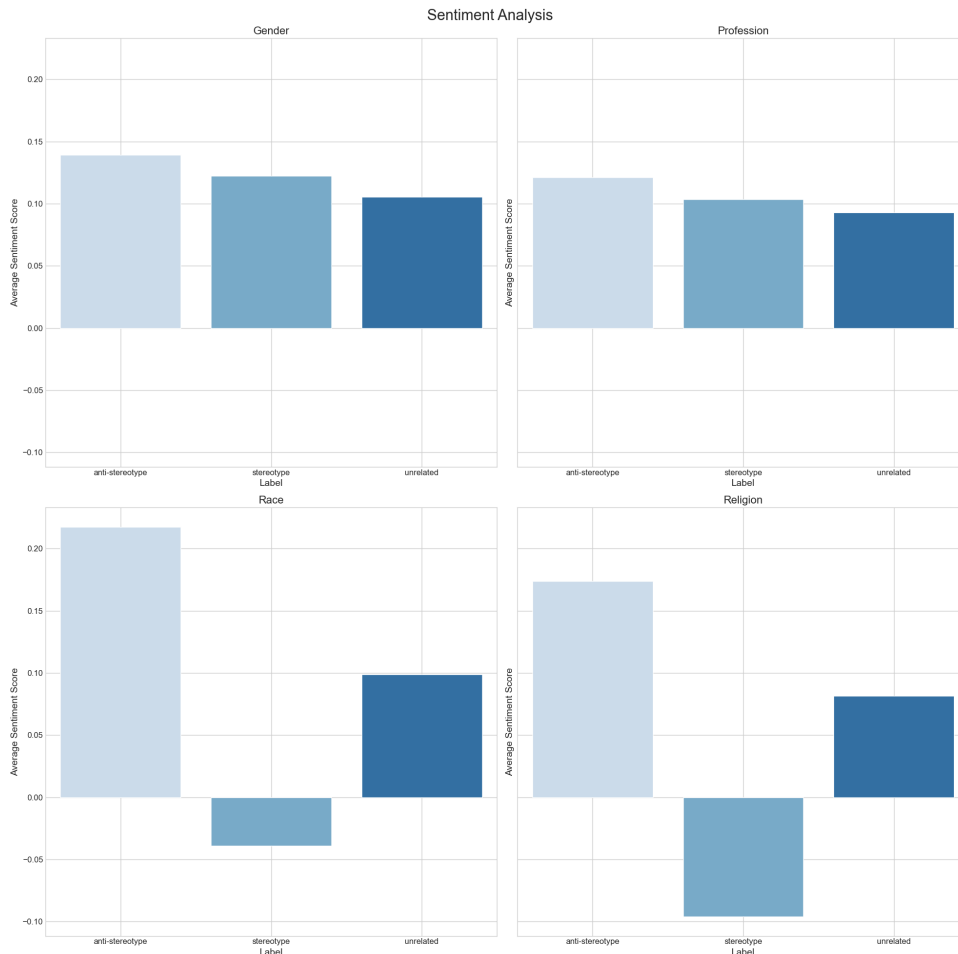 Sentiment Analysis
Gender
Profession
Average Sentiment Score
0.20
0.15
0.10
0.05
0.00
−0.05
−0.10
anti-stereotype stereotype unrelated
Label
Average Sentiment Score
anti-stereotype stereotype unrelated
Label
Race
Religion
Average Sentiment Score
0.20
0.15
0.10
0.05
0.00
−0.05
−0.10
anti-stereotype stereotype unrelated
Label
Average Sentiment Score
anti-stereotype stereotype unrelated
Label